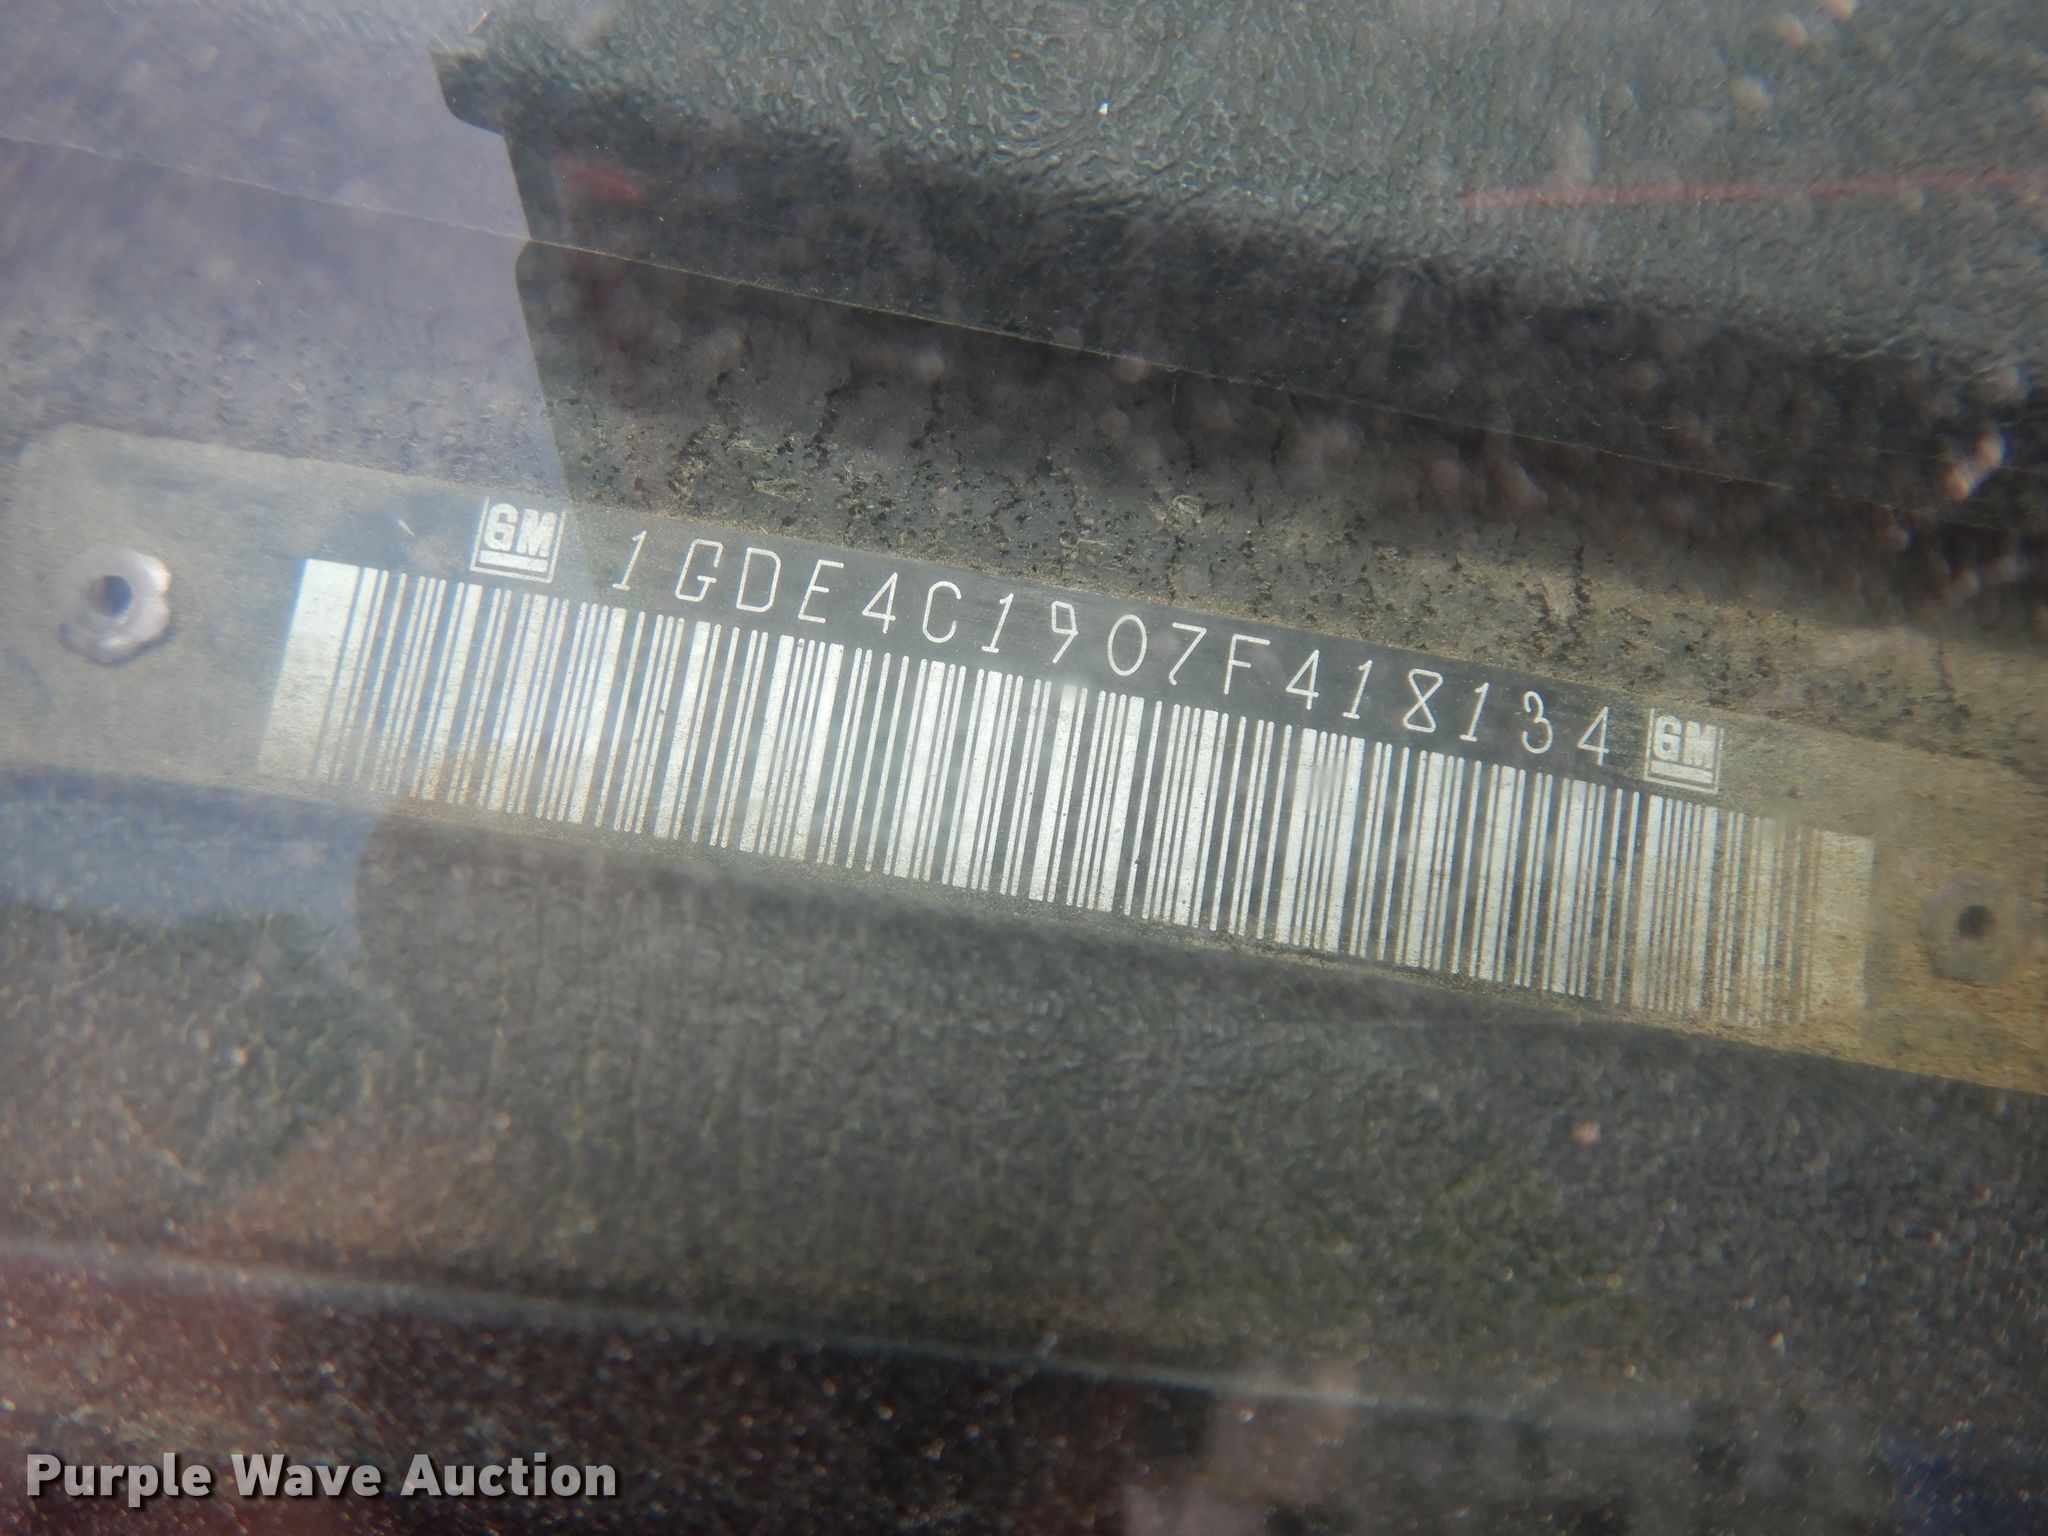 GM 1GDE4C1907F418134 GM
Purple Wave Auction